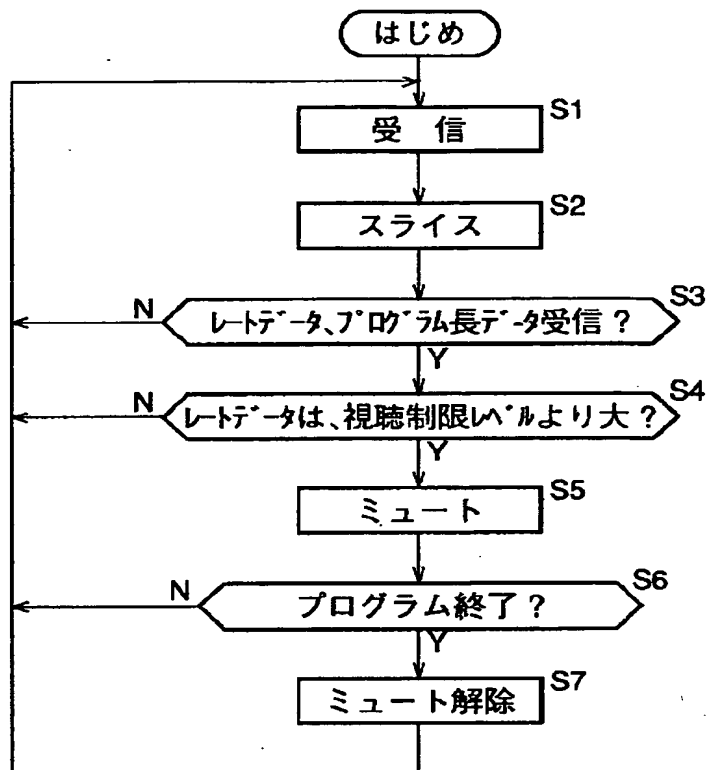 はじめ
受　信
S1
スライス
S2
レートデータ、プログラム長データ受信？
S3
N
Y
レートデータは、視聴制限レベルより大？
S4
N
Y
ミュート
S5
プログラム終了？
S6
N
Y
ミュート解除
S7